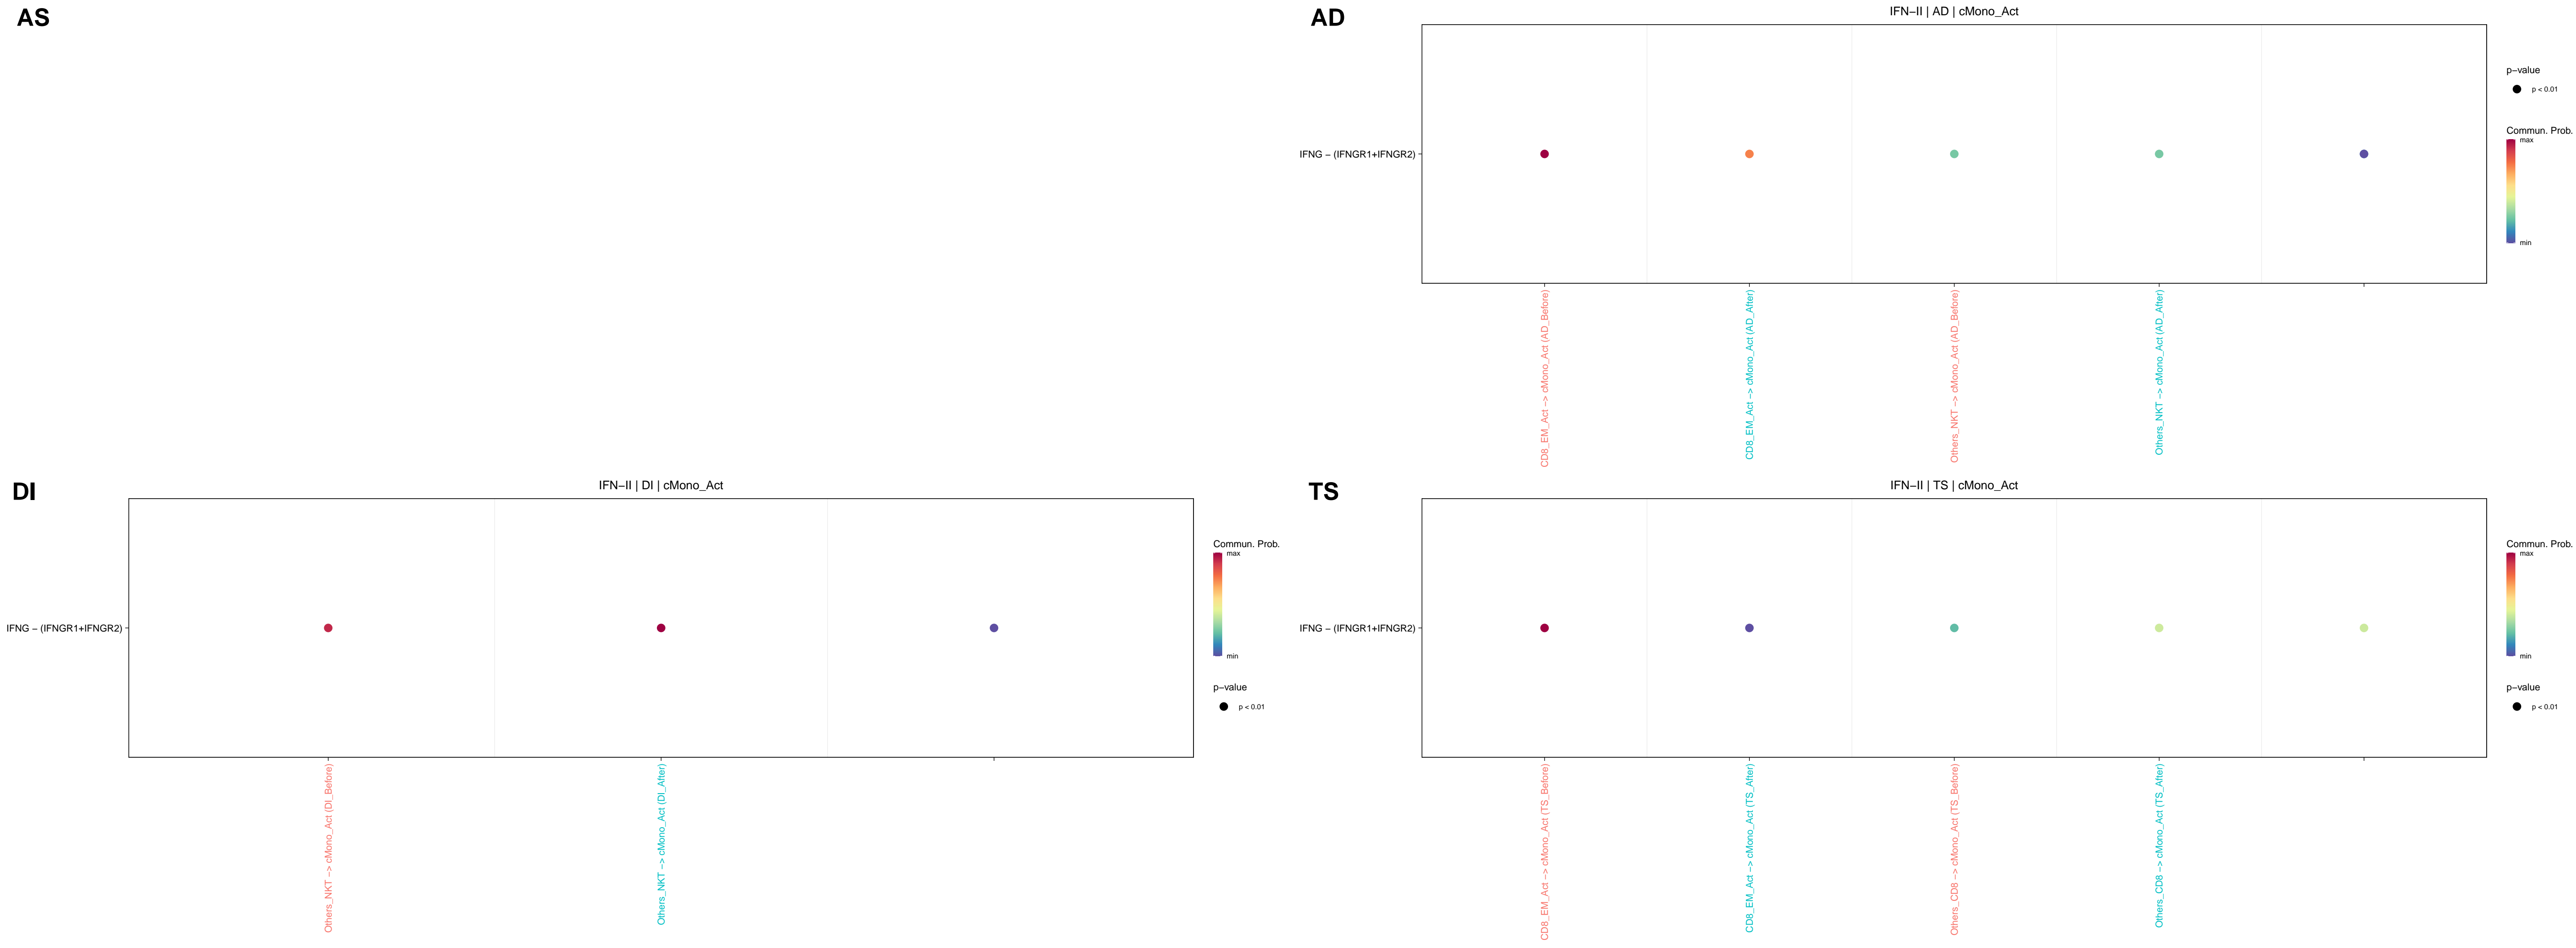 AS
AD
IFN−II | AD | cMono_Act
IFNG − (IFNGR1+IFNGR2)
CD8_EM_Act −> cMono_Act (AD_Before)
CD8_EM_Act −> cMono_Act (AD_After)
Others_NKT −> cMono_Act (AD_Before)
Others_NKT −> cMono_Act (AD_After)
p−value
p < 0.01
Commun. Prob.
max
min
DI
IFN−II | DI | cMono_Act
IFNG − (IFNGR1+IFNGR2)
Others_NKT −> cMono_Act (DI_Before)
Others_NKT −> cMono_Act (DI_After)
Commun. Prob.
max
min
p−value
p < 0.01
TS
IFN−II | TS | cMono_Act
IFNG − (IFNGR1+IFNGR2)
CD8_EM_Act −> cMono_Act (TS_Before)
CD8_EM_Act −> cMono_Act (TS_After)
Others_CD8 −> cMono_Act (TS_Before)
Others_CD8 −> cMono_Act (TS_After)
Commun. Prob.
max
min
p−value
p < 0.01